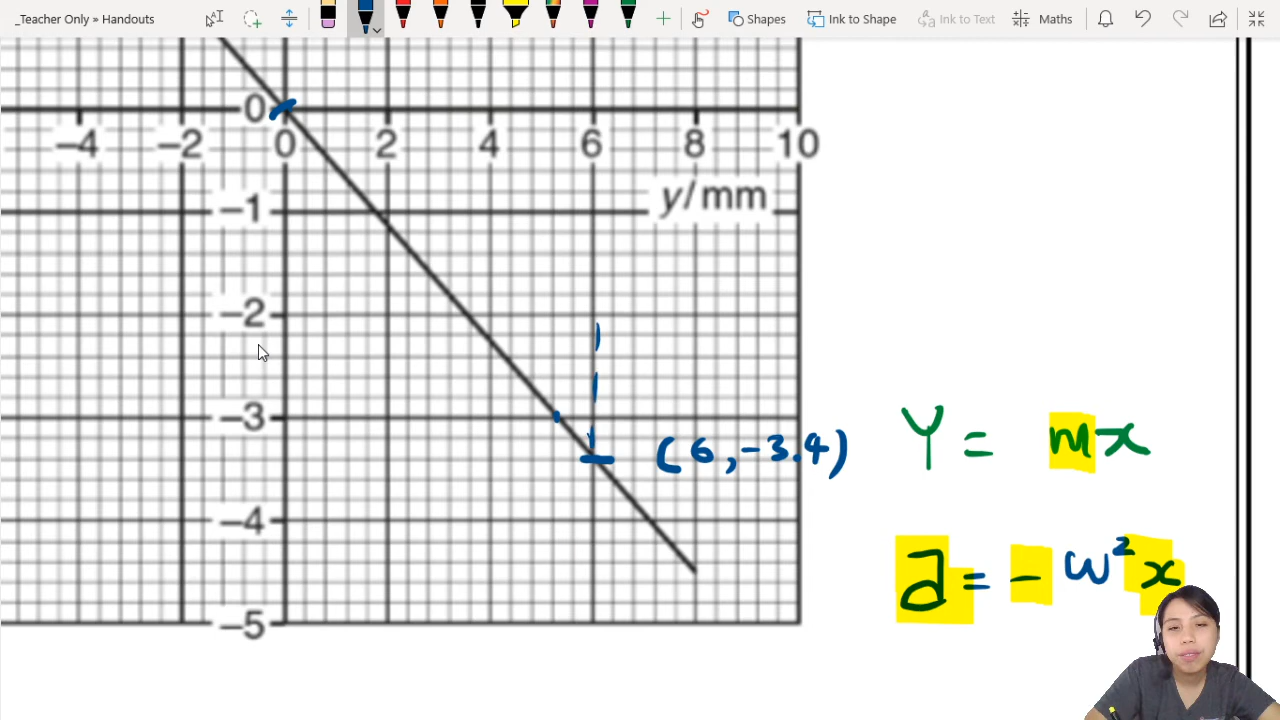 _Teacher Only » Handouts
Shapes
Ink to Shape
Ink to Text
Maths
0
−4 −2 0 2 4 6 8 10
y/mm
−1
−2
−3
(6, -3.4)
Y = mx
−4
a = - ω²x
−5